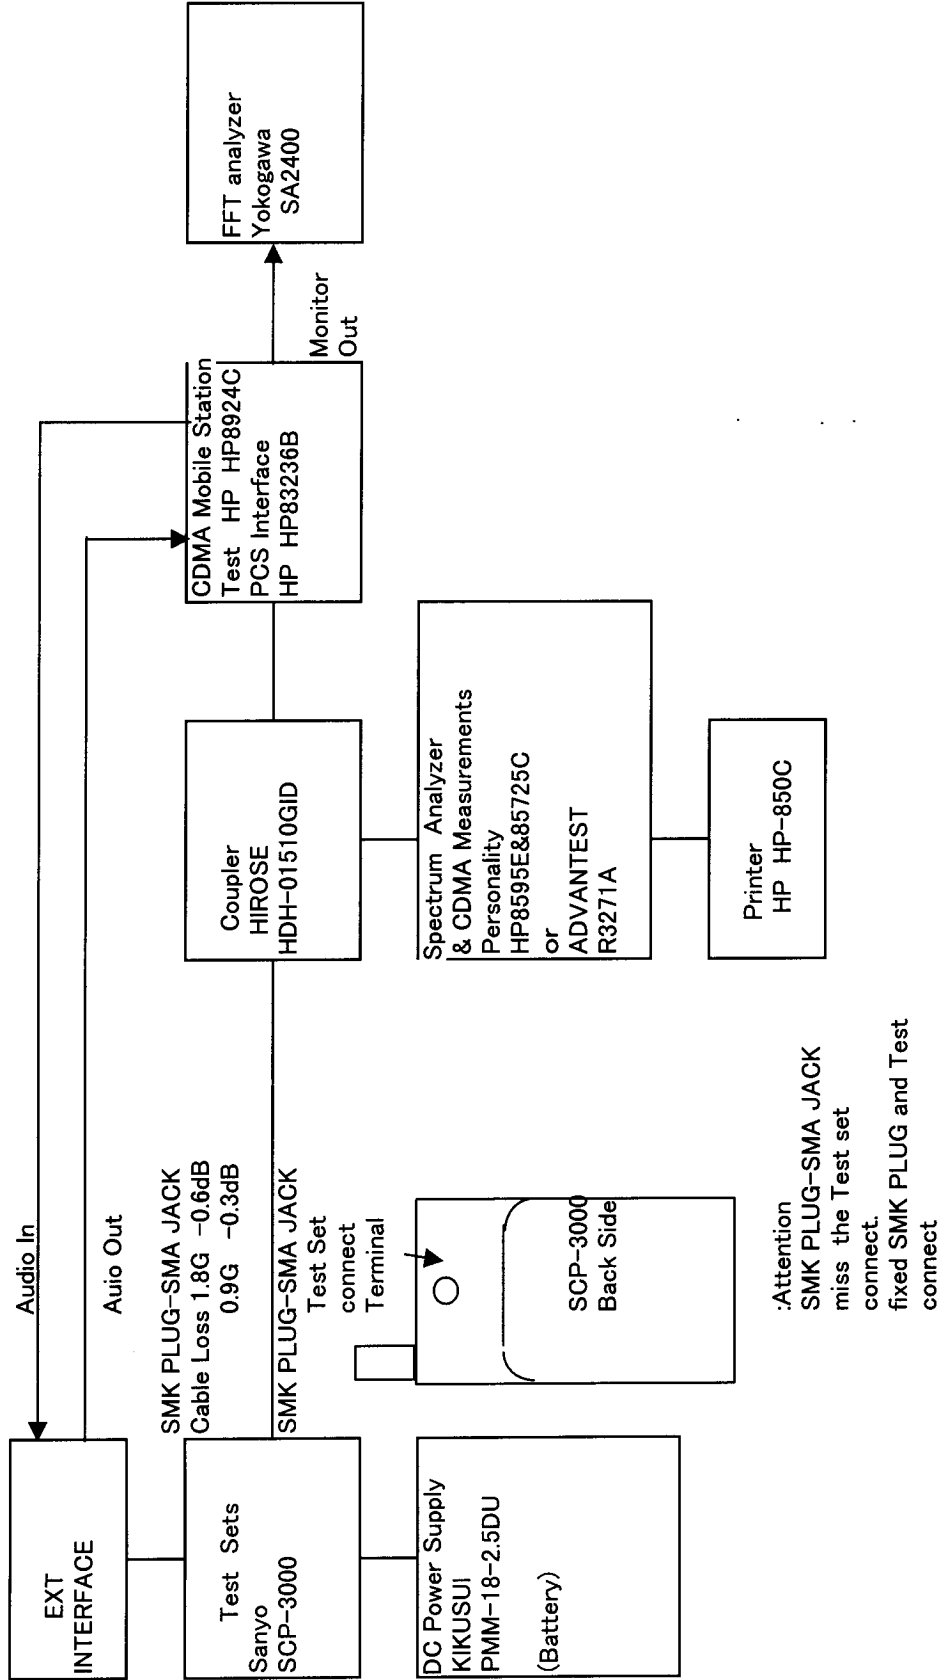 Audio In
Auio Out
EXT
INTERFACE
SMK PLUG-SMA JACK
Cable Loss 1.8G -0.6dB
0.9G -0.3dB
Test Sets
Sanyo
SCP-3000
SMK PLUG-SMA JACK
Test Set
connect
Terminal
Coupler
HIROSE
HDH-01510GID
CDMA Mobile Station
Test HP HP8924C
PCS Interface
HP HP83236B
Monitor
Out
FFT analyzer
Yokogawa
SA2400
DC Power Supply
KIKUSUI
PMM-18-2.5DU
(Battery)
SCP-3000
Back Side
Spectrum Analyzer
& CDMA Measurements
Personality
HP8595E&85725C
or
ADVANTEST
R3271A
Printer
HP HP-850C
:Attention
SMK PLUG-SMA JACK
miss the Test set
connect.
fixed SMK PLUG and Test
connect